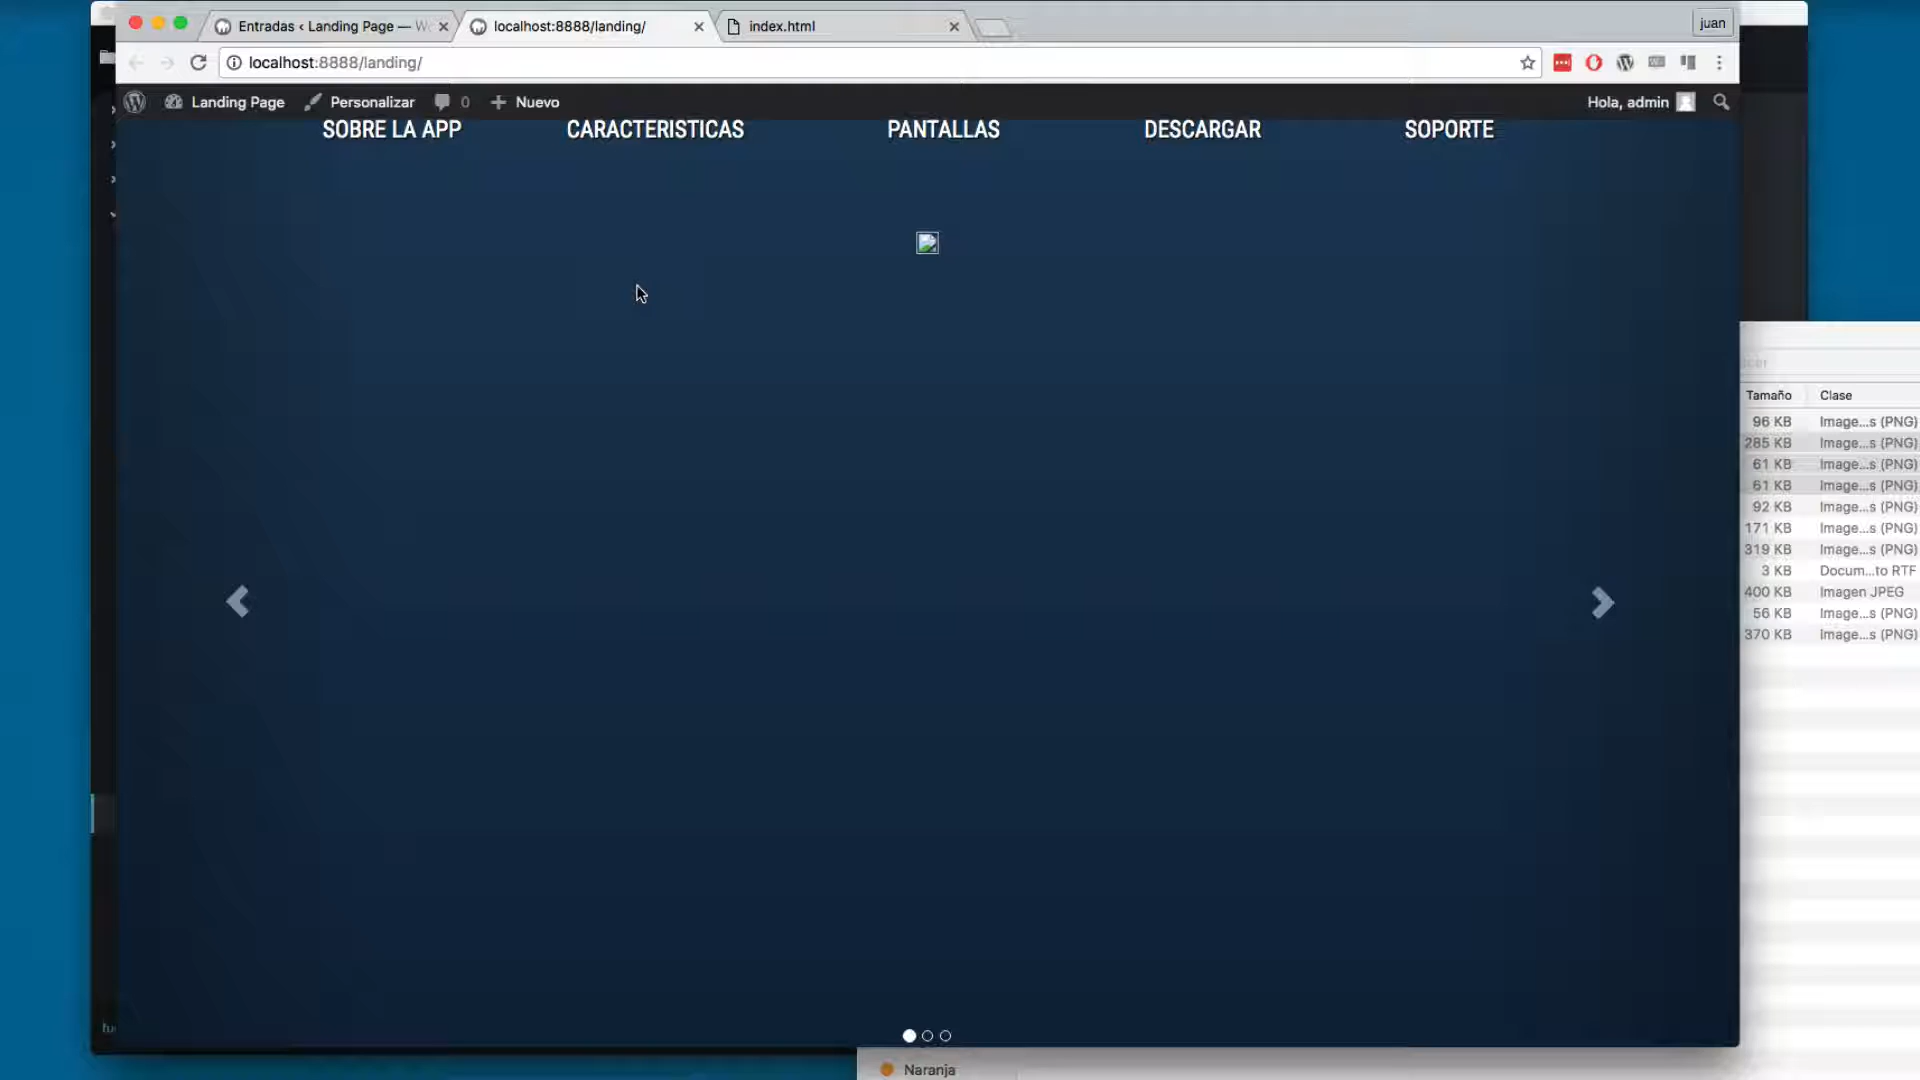 Entradas ‹ Landing Page — W
localhost:8888/landing/
index.html
juan
localhost:8888/landing/
Landing Page
Personalizar
0
Nuevo
Hola, admin
SOBRE LA APP
CARACTERISTICAS
PANTALLAS
DESCARGAR
SOPORTE
Tamaño Clase
96 KB Image...s (PNG)
285 KB Image...s (PNG)
61 KB Image...s (PNG)
61 KB Image...s (PNG)
92 KB Image...s (PNG)
171 KB Image...s (PNG)
319 KB Image...s (PNG)
3 KB Docum...to RTF
400 KB Imagen JPEG
56 KB Image...s (PNG)
370 KB Image...s (PNG)
Naranja